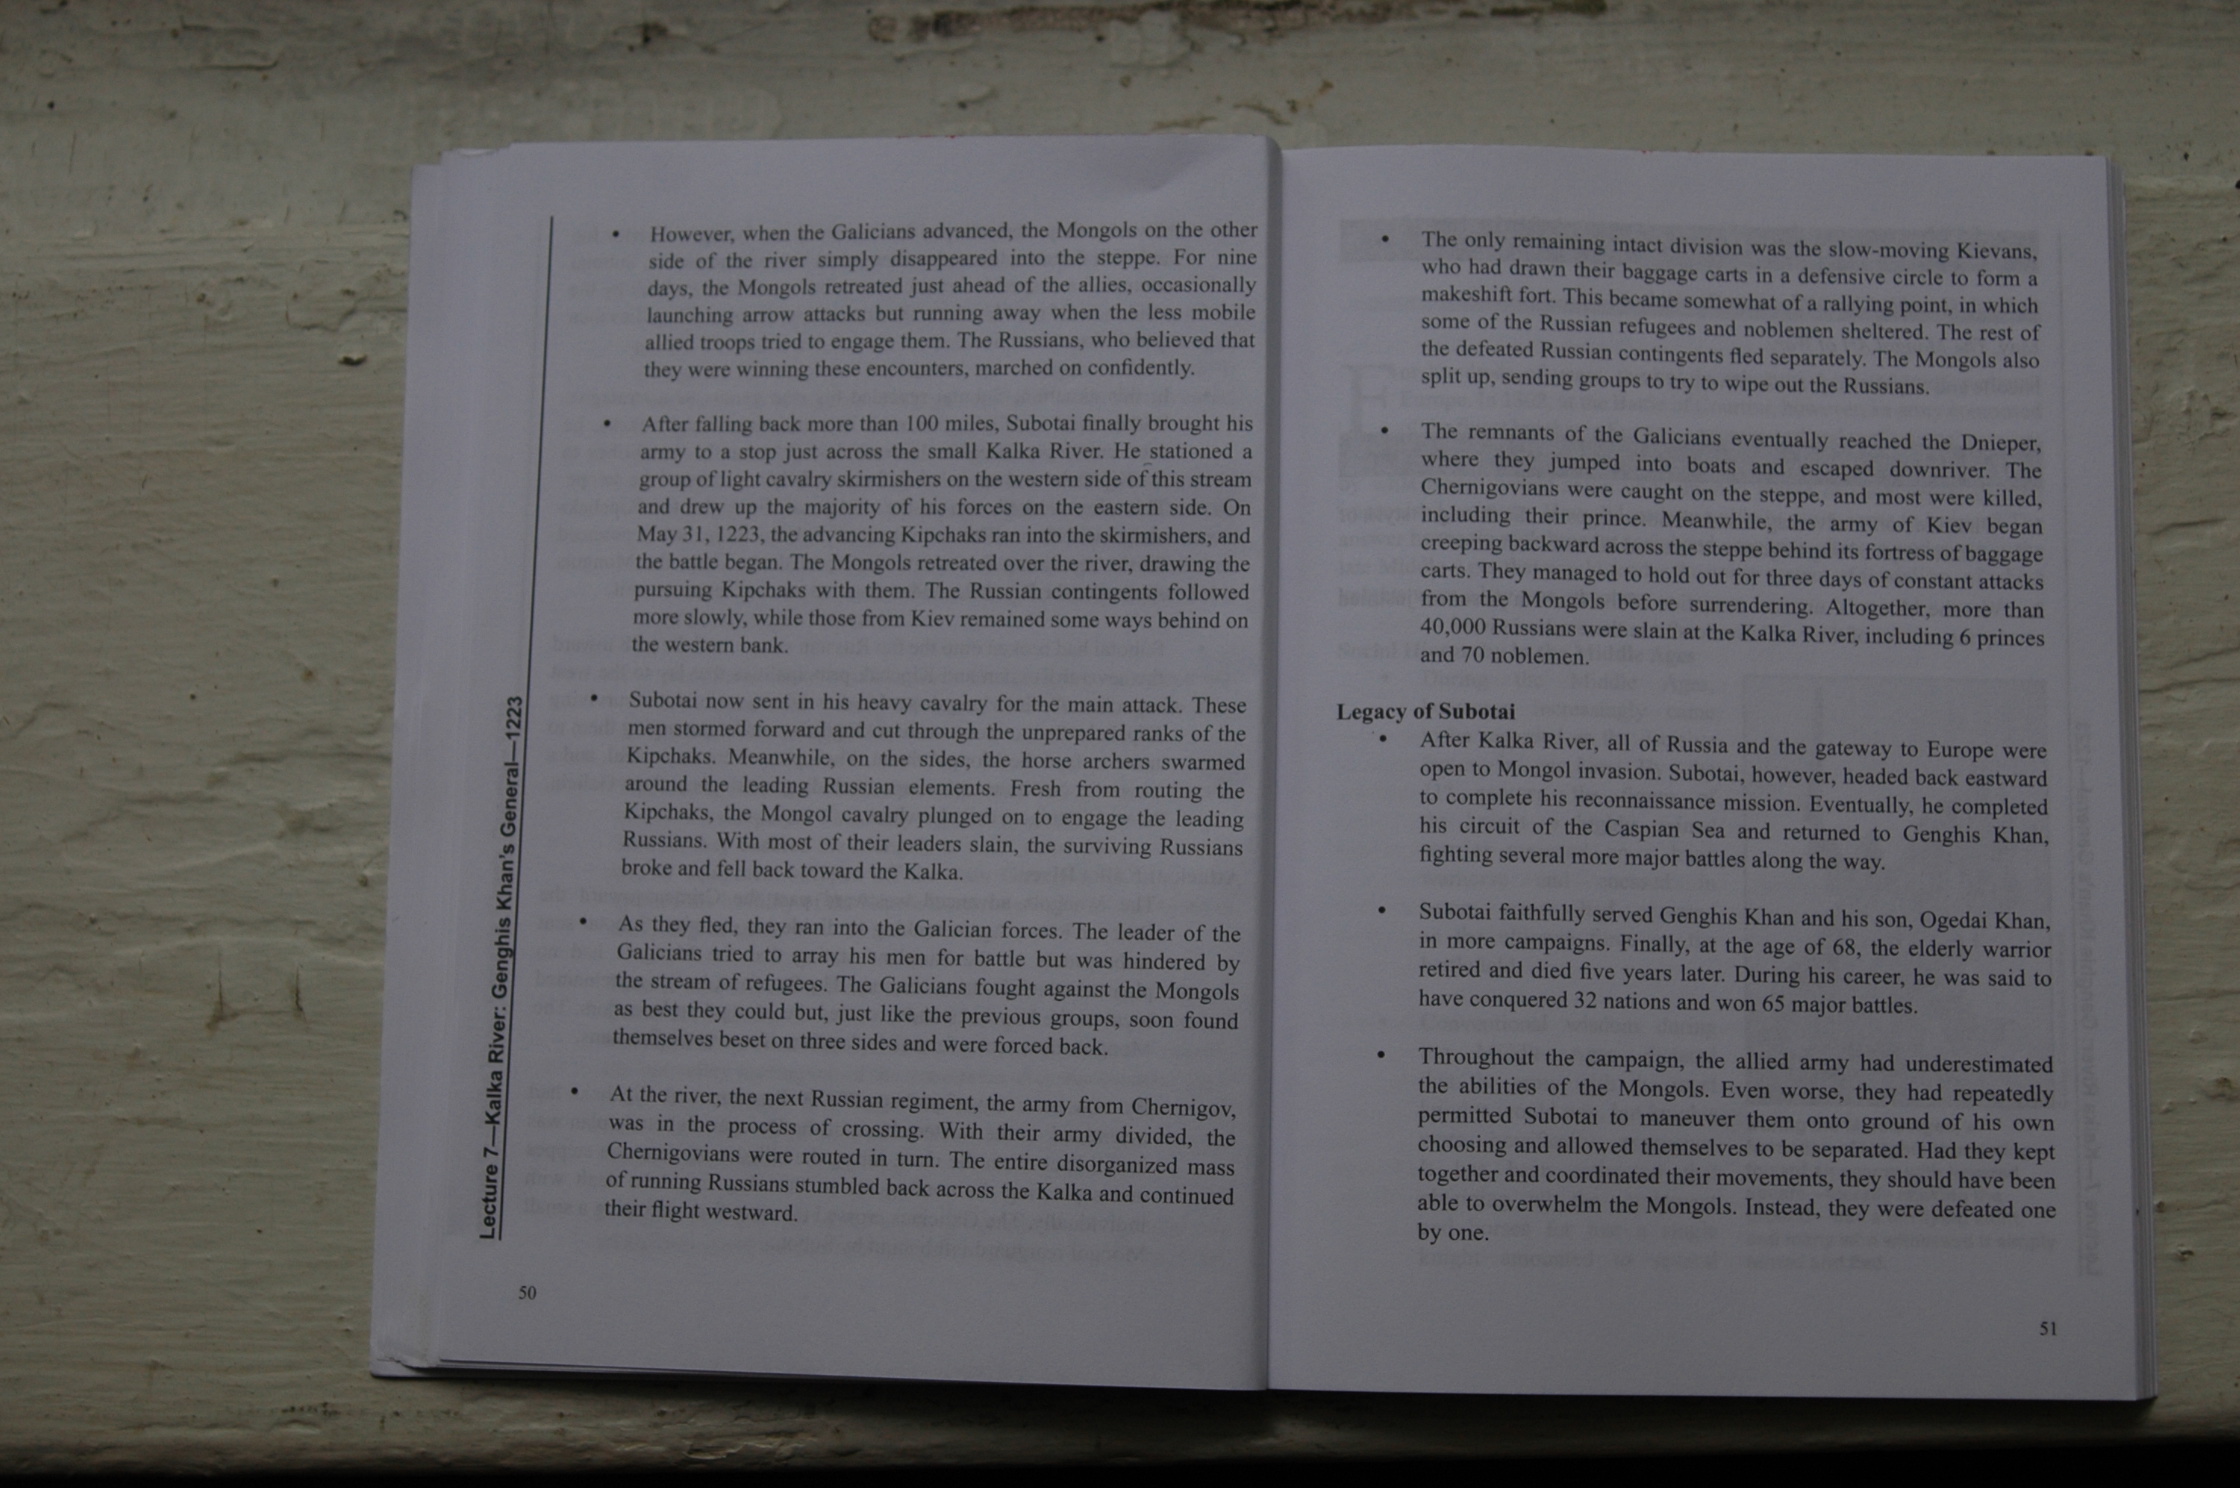 Lecture 7—Kalka River: Genghis Khan's General—1223
• However, when the Galicians advanced, the Mongols on the other
side of the river simply disappeared into the steppe. For nine
days, the Mongols retreated just ahead of the allies, occasionally
launching arrow attacks but running away when the less mobile
allied troops tried to engage them. The Russians, who believed that
they were winning these encounters, marched on confidently.
• After falling back more than 100 miles, Subotai finally brought his
army to a stop just across the small Kalka River. He stationed a
group of light cavalry skirmishers on the western side of this stream
and drew up the majority of his forces on the eastern side. On
May 31, 1223, the advancing Kipchaks ran into the skirmishers, and
the battle began. The Mongols retreated over the river, drawing the
pursuing Kipchaks with them. The Russian contingents followed
more slowly, while those from Kiev remained some ways behind on
the western bank.
• Subotai now sent in his heavy cavalry for the main attack. These
men stormed forward and cut through the unprepared ranks of the
Kipchaks. Meanwhile, on the sides, the horse archers swarmed
around the leading Russian elements. Fresh from routing the
Kipchaks, the Mongol cavalry plunged on to engage the leading
Russians. With most of their leaders slain, the surviving Russians
broke and fell back toward the Kalka.
• As they fled, they ran into the Galician forces. The leader of the
Galicians tried to array his men for battle but was hindered by
the stream of refugees. The Galicians fought against the Mongols
as best they could but, just like the previous groups, soon found
themselves beset on three sides and were forced back.
• At the river, the next Russian regiment, the army from Chernigov,
was in the process of crossing. With their army divided, the
Chernigovians were routed in turn. The entire disorganized mass
of running Russians stumbled back across the Kalka and continued
their flight westward.
50
• The only remaining intact division was the slow-moving Kievans,
who had drawn their baggage carts in a defensive circle to form a
makeshift fort. This became somewhat of a rallying point, in which
some of the Russian refugees and noblemen sheltered. The rest of
the defeated Russian contingents fled separately. The Mongols also
split up, sending groups to try to wipe out the Russians.
• The remnants of the Galicians eventually reached the Dnieper,
where they jumped into boats and escaped downriver. The
Chernigovians were caught on the steppe, and most were killed,
including their prince. Meanwhile, the army of Kiev began
creeping backward across the steppe behind its fortress of baggage
carts. They managed to hold out for three days of constant attacks
from the Mongols before surrendering. Altogether, more than
40,000 Russians were slain at the Kalka River, including 6 princes
and 70 noblemen.
Legacy of Subotai
• After Kalka River, all of Russia and the gateway to Europe were
open to Mongol invasion. Subotai, however, headed back eastward
to complete his reconnaissance mission. Eventually, he completed
his circuit of the Caspian Sea and returned to Genghis Khan,
fighting several more major battles along the way.
• Subotai faithfully served Genghis Khan and his son, Ogedai Khan,
in more campaigns. Finally, at the age of 68, the elderly warrior
retired and died five years later. During his career, he was said to
have conquered 32 nations and won 65 major battles.
• Throughout the campaign, the allied army had underestimated
the abilities of the Mongols. Even worse, they had repeatedly
permitted Subotai to maneuver them onto ground of his own
choosing and allowed themselves to be separated. Had they kept
together and coordinated their movements, they should have been
able to overwhelm the Mongols. Instead, they were defeated one
by one.
51